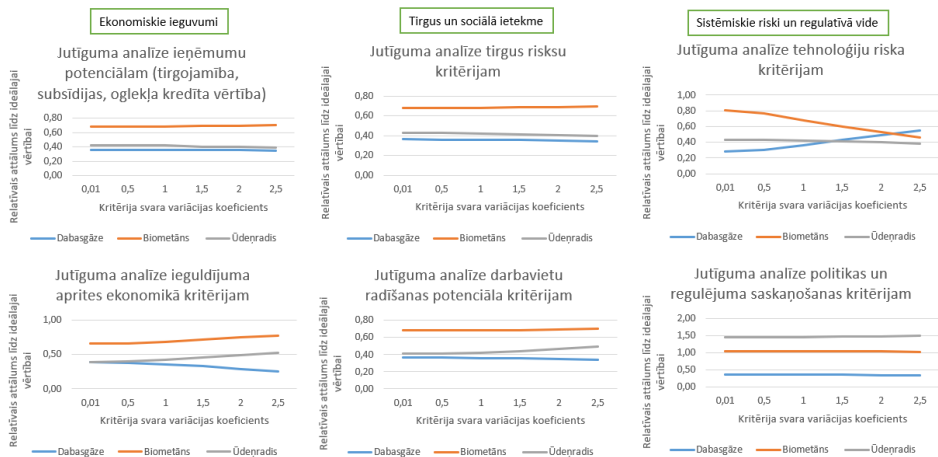 Ekonomiskie ieguvumi
Jutīguma analīze ieņēmumu
potenciālam (tirgojamība,
subsīdijas, oglekļa kredīta vērtība)
Relatīvais attālums līdz ideālajai
vērtībai
0,80
0,60
0,40
0,20
0,00
0,01 0,5 1 1,5 2 2,5
Kritērija svara variācijas koeficients
Dabasgāze Biometāns Ūdeņradis
Jutīguma analīze ieguldījuma
aprites ekonomikā kritērijam
Relatīvais attālums līdz ideālajai
vērtībai
1,00
0,50
0,00
0,01 0,5 1 1,5 2 2,5
Kritērija svara variācijas koeficients
Dabasgāze Biometāns Ūdeņradis
Tirgus un sociālā ietekme
Jutīguma analīze tirgus risksu
kritērijam
Relatīvais attālums līdz ideālajai
vērtībai
0,80
0,60
0,40
0,20
0,00
0,01 0,5 1 1,5 2 2,5
Kritērija svara variācijas koeficients
Dabasgāze Biometāns Ūdeņradis
Jutīguma analīze darbavietu
radīšanas potenciāla kritērijam
Relatīvais attālums līdz ideālajai
vērtībai
0,80
0,60
0,40
0,20
0,00
0,01 0,5 1 1,5 2 2,5
Kritērija svara variācijas koeficients
Dabasgāze Biometāns Ūdeņradis
Sistēmiskie riski un regulatīvā vide
Jutīguma analīze tehnoloģiju riska
kritērijam
Relatīvais attālums līdz ideālajai
vērtībai
1,00
0,80
0,60
0,40
0,20
0,00
0,01 0,5 1 1,5 2 2,5
Kritērija svara variācijas koeficients
Dabasgāze Biometāns Ūdeņradis
Jutīguma analīze politikas un
regulējuma saskaņošanas kritērijam
Relatīvais attālums līdz ideālajai
vērtībai
2,00
1,50
1,00
0,50
0,00
0,01 0,5 1 1,5 2 2,5
Kritērija svara variācijas koeficients
Dabasgāze Biometāns Ūdeņradis